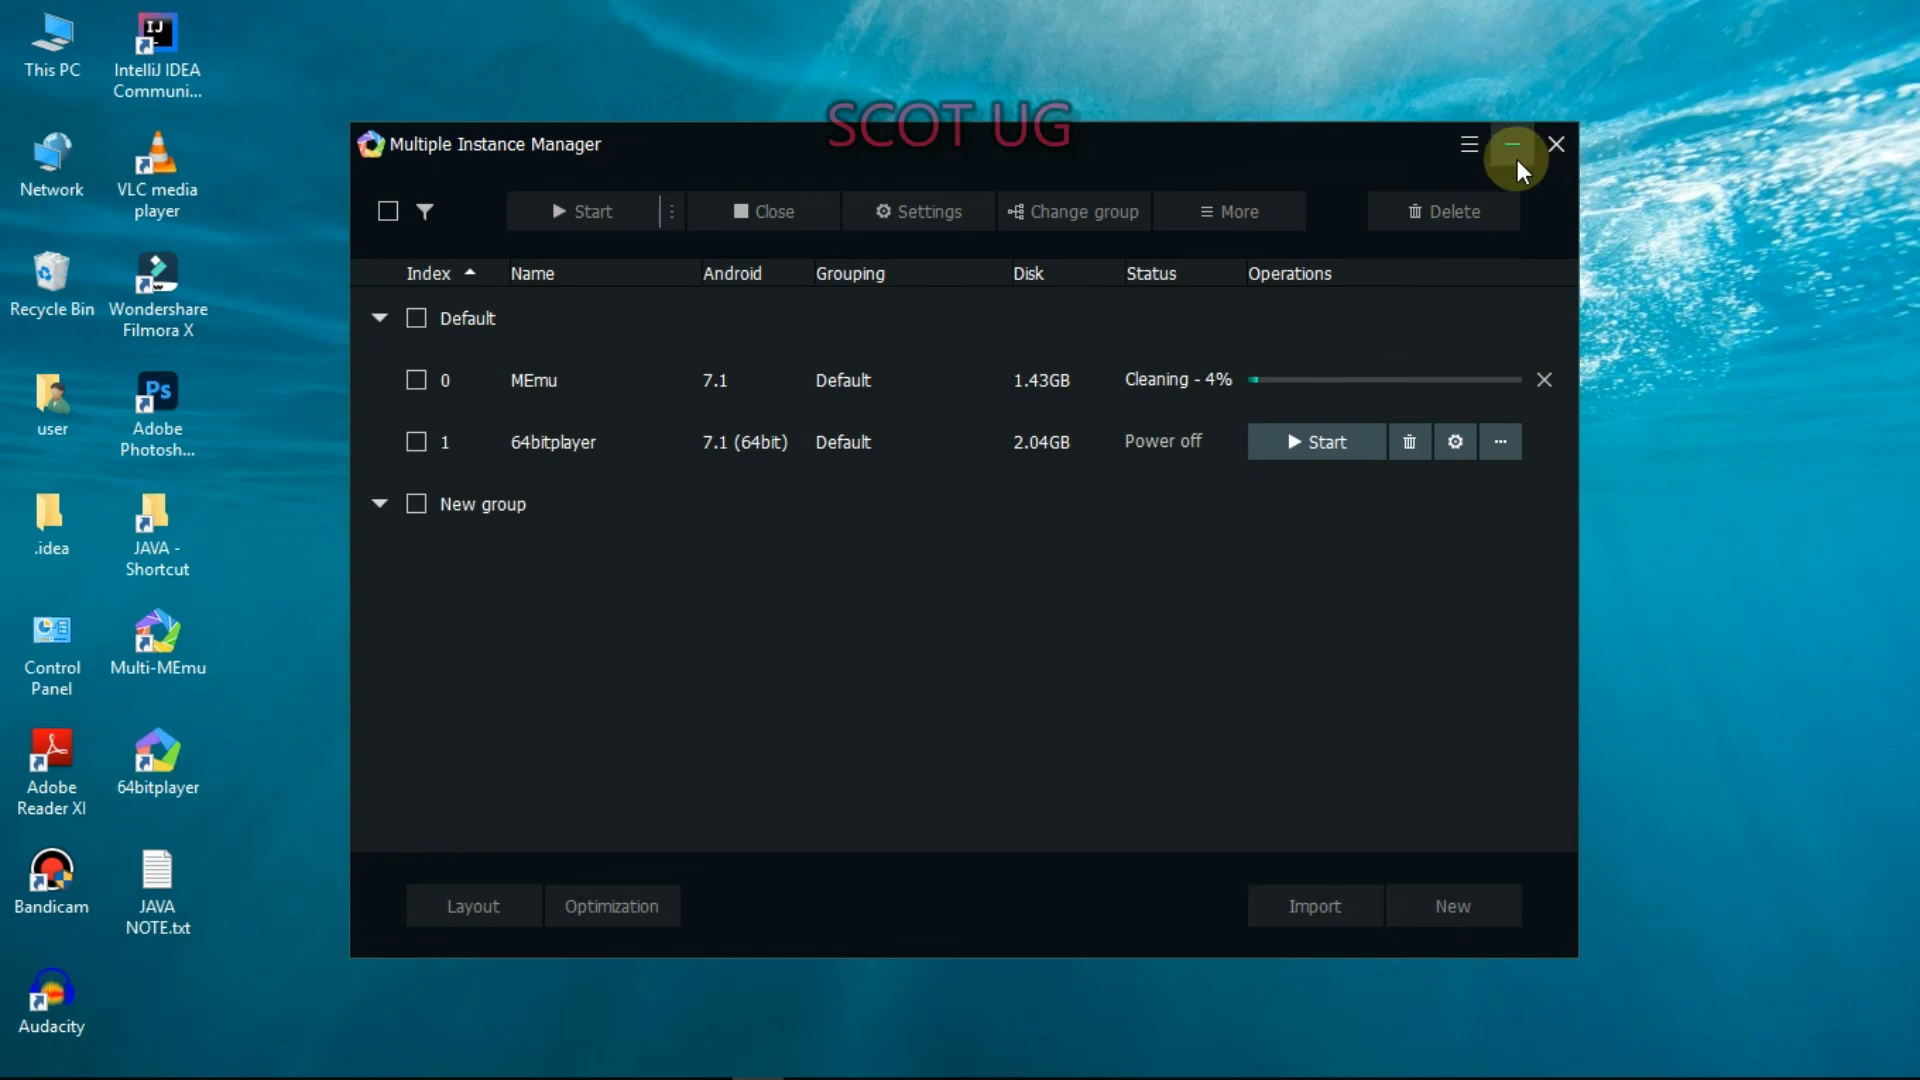 This PC
IntelliJ IDEA
Communi...
Network
VLC media
player
Recycle Bin
Wondershare
Filmora X
user
Ps
Adobe
Photosh...
.idea
JAVA -
Shortcut
Control
Panel
Multi-MEmu
Adobe
Reader XI
64bitplayer
Bandicam
JAVA
NOTE.txt
Audacity
IJ
SCOT UG
Multiple Instance Manager
Start
Close
Settings
Change group
More
Delete
Index Name Android Grouping Disk Status Operations
Default
0 MEmu 7.1 Default 1.43GB Cleaning - 4%
1 64bitplayer 7.1 (64bit) Default 2.04GB Power off Start
New group
Layout
Optimization
Import
New